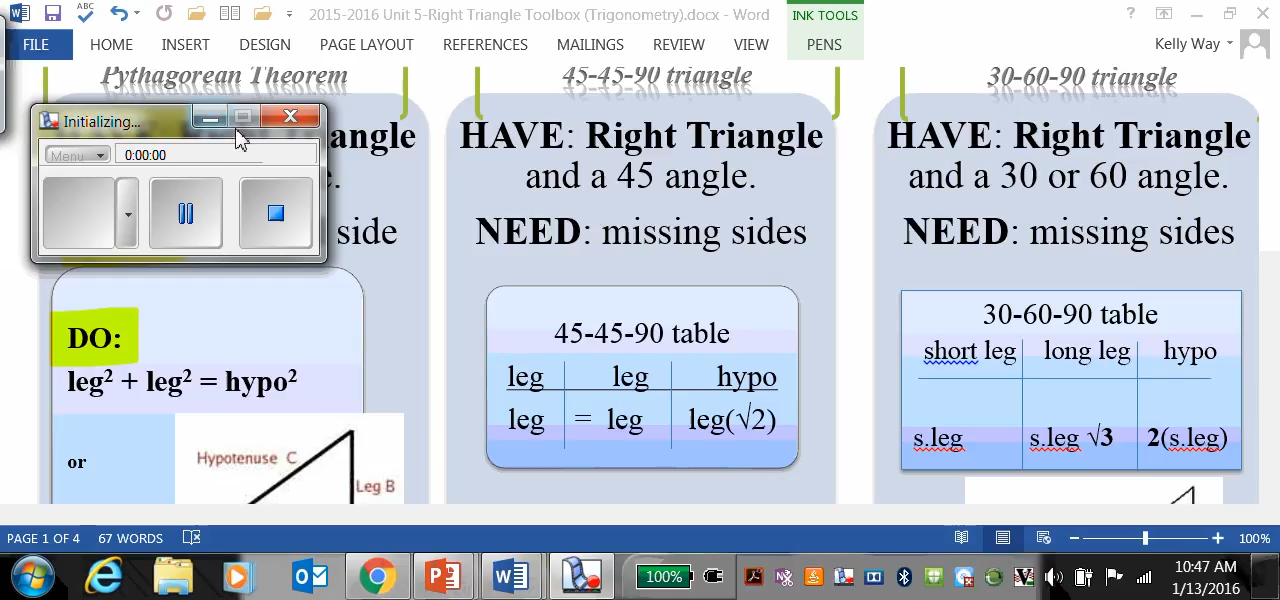 2015-2016 Unit 5-Right Triangle Toolbox (Trigonometry).docx - Word
INK TOOLS
?
FILE
HOME
INSERT
DESIGN
PAGE LAYOUT
REFERENCES
MAILINGS
REVIEW
VIEW
PENS
Kelly Way
ABC
Initializing...
Menu
0:00:00
Pythagorean Theorem
angle
side
DO:
leg² + leg² = hypo²
or
Hypotenuse C
Leg B
45-45-90 triangle
HAVE: Right Triangle
and a 45 angle.
NEED: missing sides
45-45-90 table
leg leg hypo
leg = leg leg(√2)
30-60-90 triangle
HAVE: Right Triangle
and a 30 or 60 angle.
NEED: missing sides
30-60-90 table
short leg long leg hypo
s.leg s.leg √3 2(s.leg)
PAGE 1 OF 4
67 WORDS
100%
100%
10:47 AM
1/13/2016